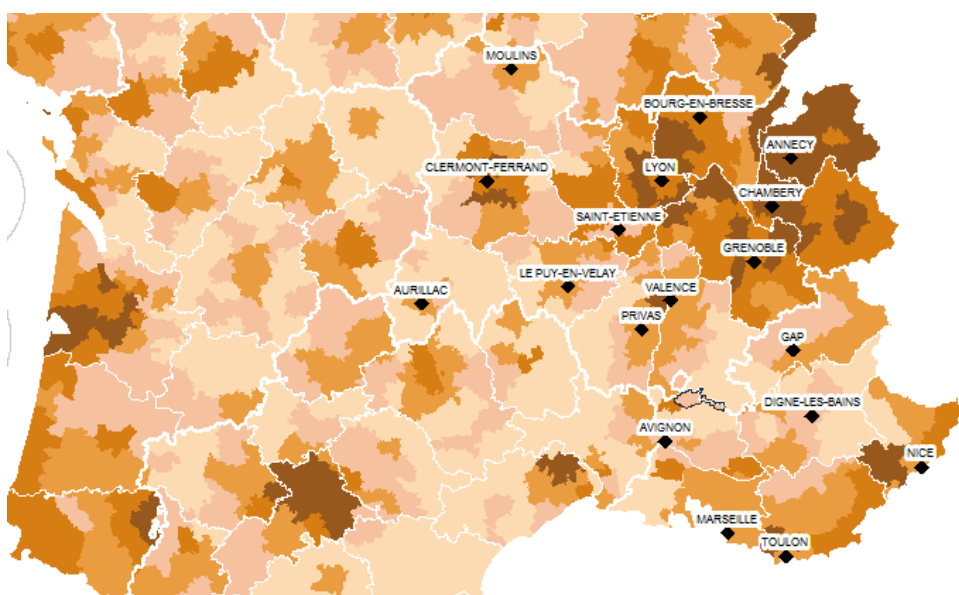 MOULINS
BOURG-EN-BRESSE
ANNECY
CLERMONT-FERRAND
LYON
CHAMBERY
SAINT-ETIENNE
GRENOBLE
LE PUY-EN-VELAY
AURILLAC
VALENCE
PRIVAS
GAP
DIGNE-LES-BAINS
AVIGNON
NICE
MARSEILLE
TOULON